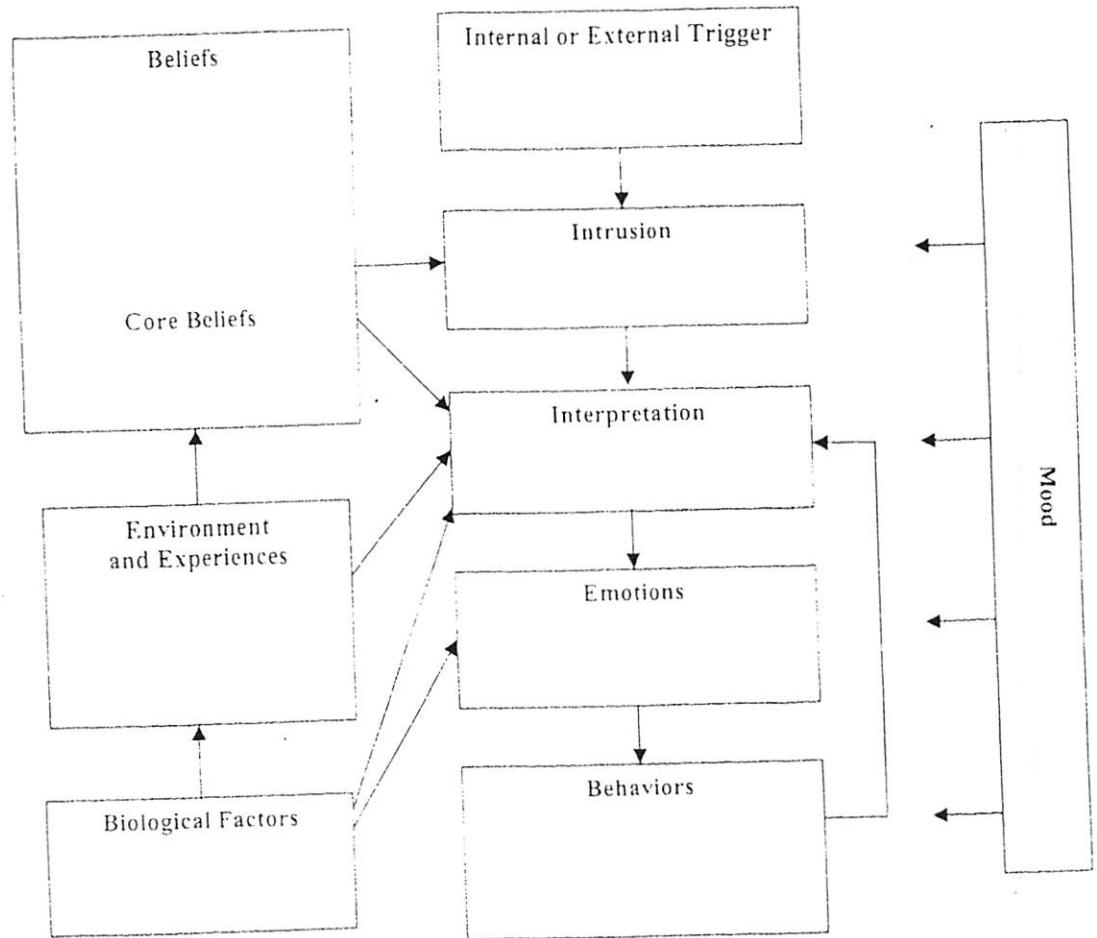 Beliefs
Core Beliefs
Environment
and Experiences
Biological Factors
Internal or External Trigger
Intrusion
Interpretation
Emotions
Behaviors
Mood